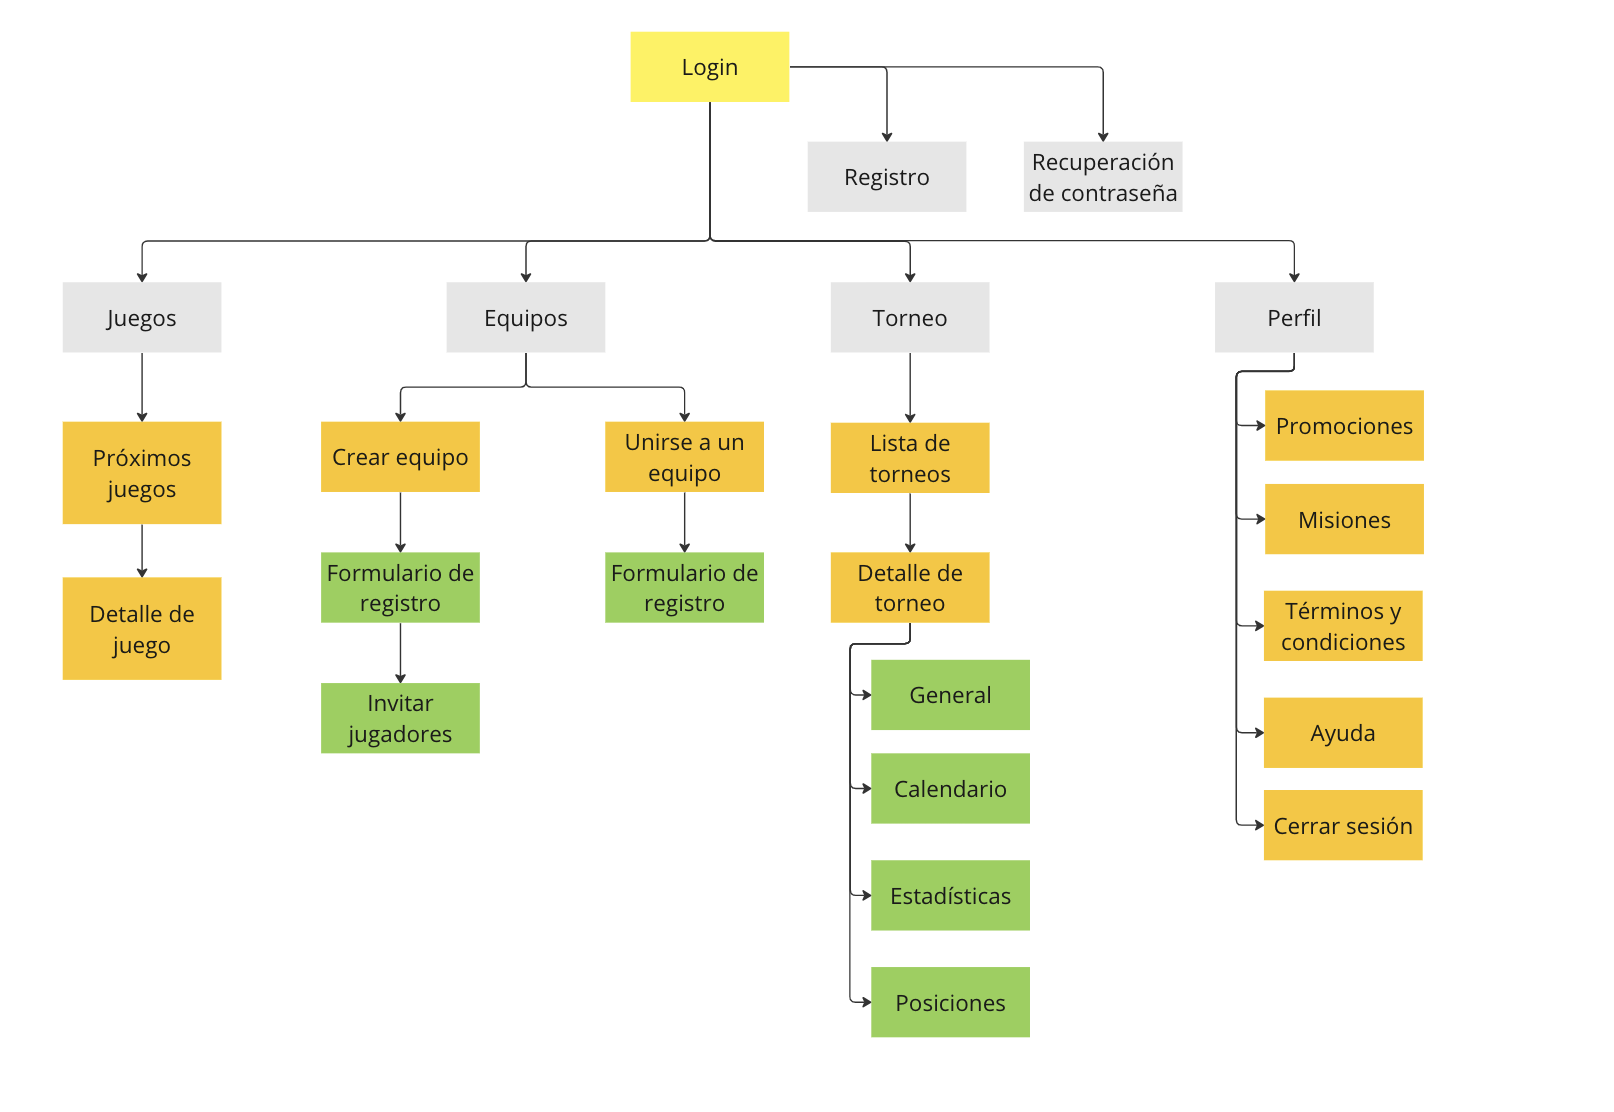 Login
Registro
Recuperación
de contraseña
Juegos
Equipos
Torneo
Perfil
Próximos
juegos
Detalle de
juego
Crear equipo
Formulario de
registro
Invitar
jugadores
Unirse a un
equipo
Formulario de
registro
Lista de
torneos
Detalle de
torneo
General
Calendario
Estadísticas
Posiciones
Promociones
Misiones
Términos y
condiciones
Ayuda
Cerrar sesión